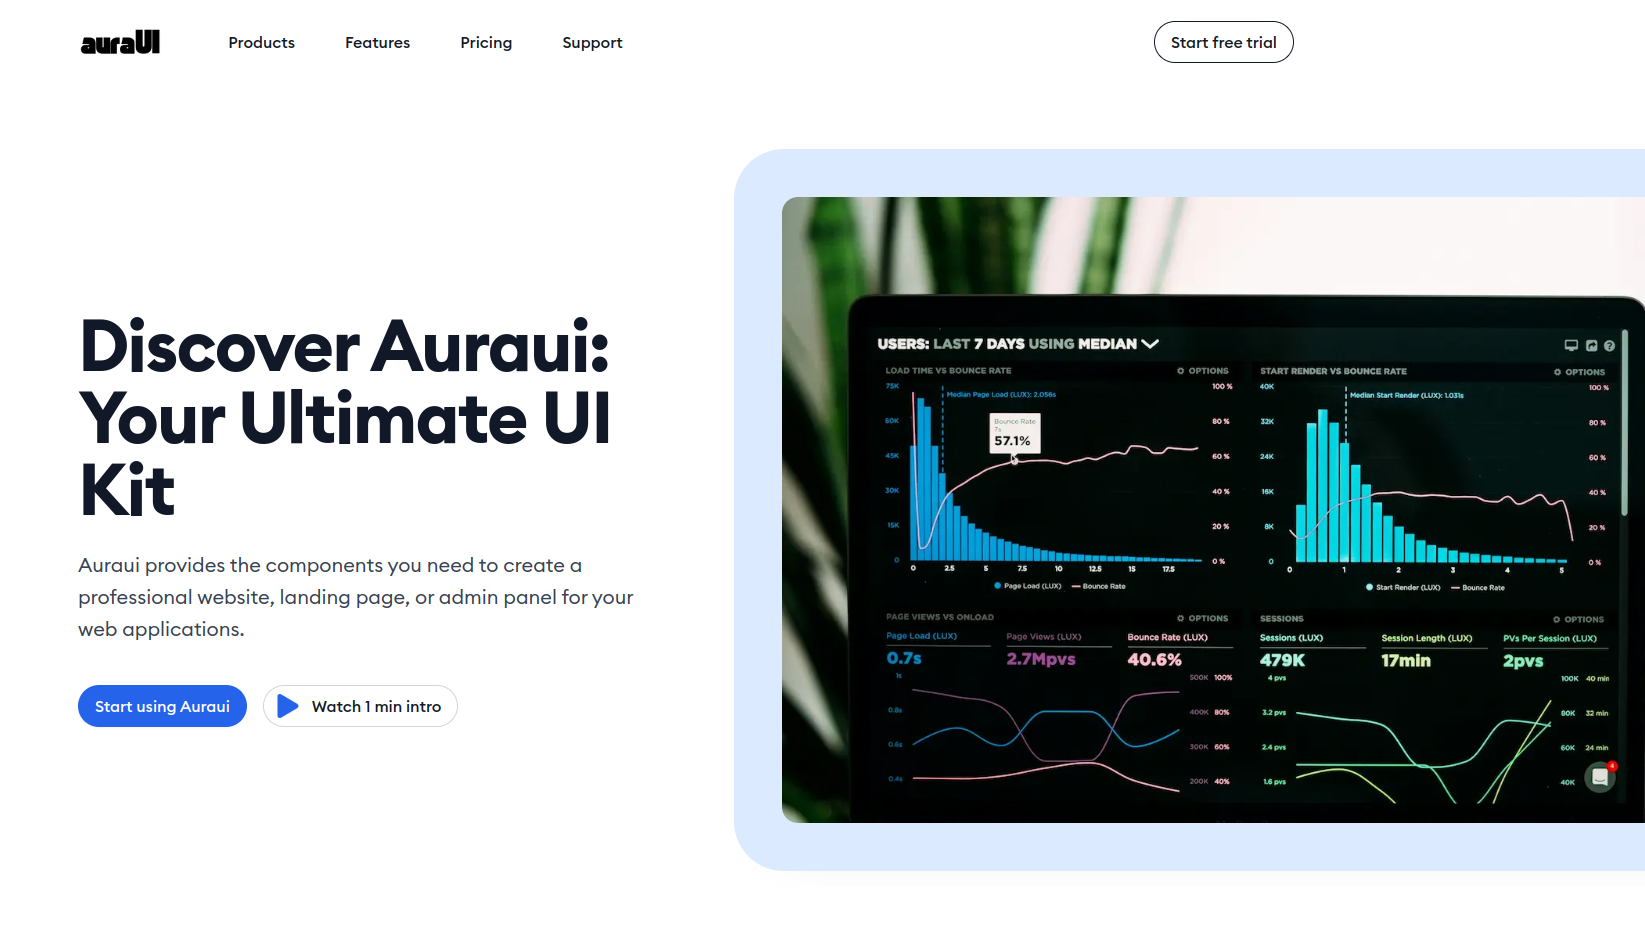 auraUI
Products
Features
Pricing
Support
Start free trial
Discover Auraui:
Your Ultimate UI
Kit
Auraui provides the components you need to create a
professional website, landing page, or admin panel for your
web applications.
Start using Auraui
Watch 1 min intro
USERS: LAST 7 DAYS USING MEDIAN
LOAD TIME VS BOUNCE RATE
OPTIONS
75K
60K
45K
30K
15K
0
Median Page Load (LUX): 2.056s
Bounce Rate
7s
57.1%
100 %
80 %
60 %
40 %
20 %
0 %
0 2.5 5 7.5 10 12.5 15 17.5
Page Load (LUX) Bounce Rate
START RENDER VS BOUNCE RATE
OPTIONS
40K
32K
24K
16K
8K
0
Median Start Render (LUX): 1.031s
100 %
80 %
60 %
40 %
20 %
0 %
0 1 2 3 4 5
Start Render (LUX) Bounce Rate
PAGE VIEWS VS ONLOAD
OPTIONS
Page Load (LUX)
0.7s
Page Views (LUX)
2.7Mpvs
Bounce Rate (LUX)
40.6%
1s
0.8s
0.6s
0.4s
500K 100%
400K 80%
300K 60%
200K 40%
SESSIONS
OPTIONS
Sessions (LUX)
479K
Session Length (LUX)
17min
PVs Per Session (LUX)
2pvs
4 pvs
3.2 pvs
2.4 pvs
1.6 pvs
100K 40 min
80K 32 min
60K 24 min
40K
4